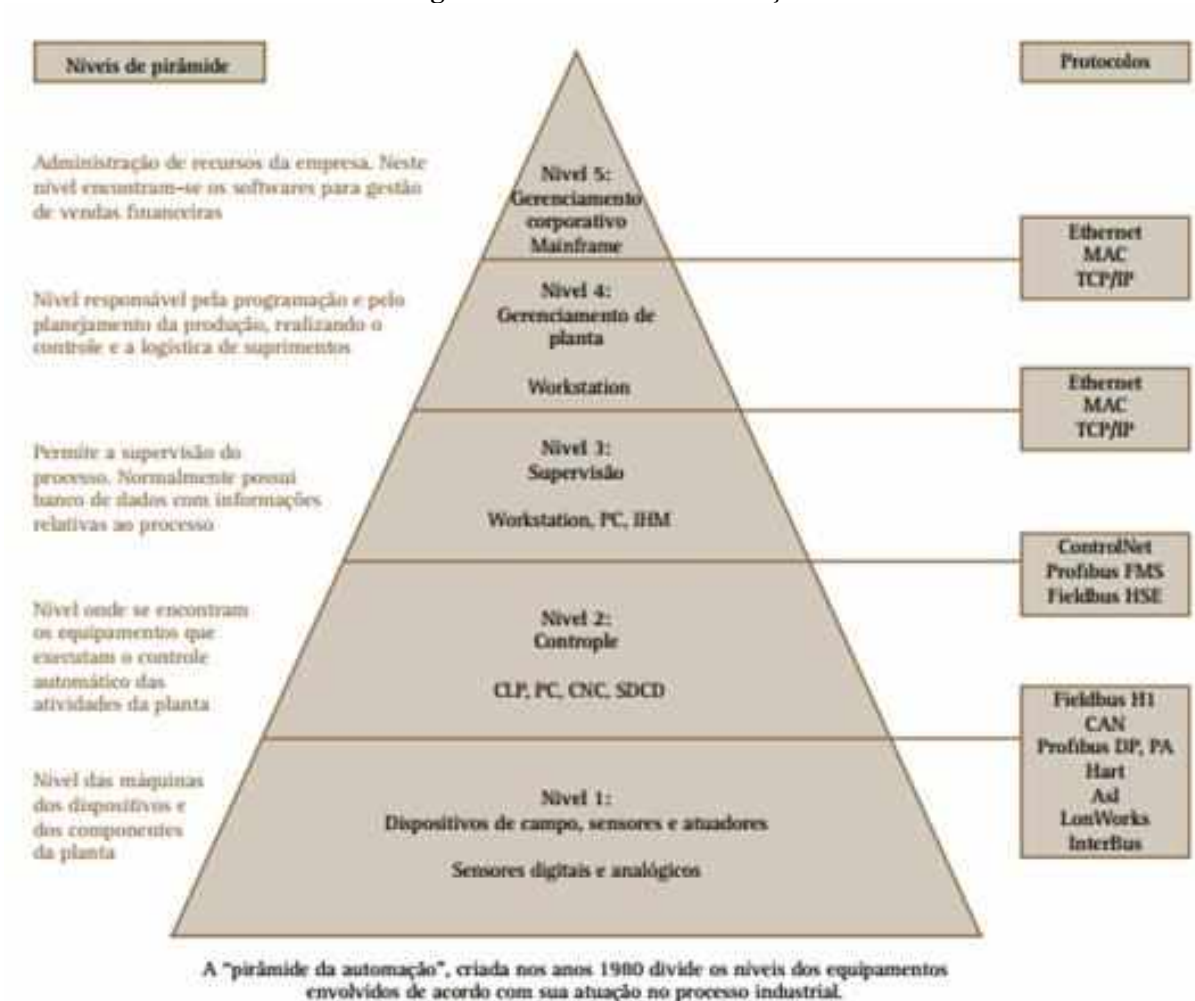 Níveis de pirâmide
Protocolos
Administração de recursos da empresa. Neste
nível encontram-se os softwares para gestão
de vendas financeiras
Nível 5:
Gerenciamento
corporativo
Mainframe
Ethernet
MAC
TCP/IP
Nível responsável pela programação e pelo
planejamento da produção, realizando o
controle e a logística de suprimentos
Nível 4:
Gerenciamento de
planta
Workstation
Ethernet
MAC
TCP/IP
Permite a supervisão do
processo. Normalmente possui
banco de dados com informações
relativas ao processo
Nível 3:
Supervisão
Workstation, PC, IHM
ControlNet
Profibus FMS
Fieldbus HSE
Nível onde se encontram
os equipamentos que
executam o controle
automático das
atividades da planta
Nível 2:
Controple
CLP, PC, CNC, SDCD
Fieldbus H1
CAN
Profibus DP, PA
Hart
AsI
LonWorks
InterBus
Nível das máquinas
dos dispositivos e
dos componentes
da planta
Nível 1:
Dispositivos de campo, sensores e atuadores
Sensores digitais e analógicos
A "pirâmide da automação", criada nos anos 1980 divide os níveis dos equipamentos
envolvidos de acordo com sua atuação no processo industrial.